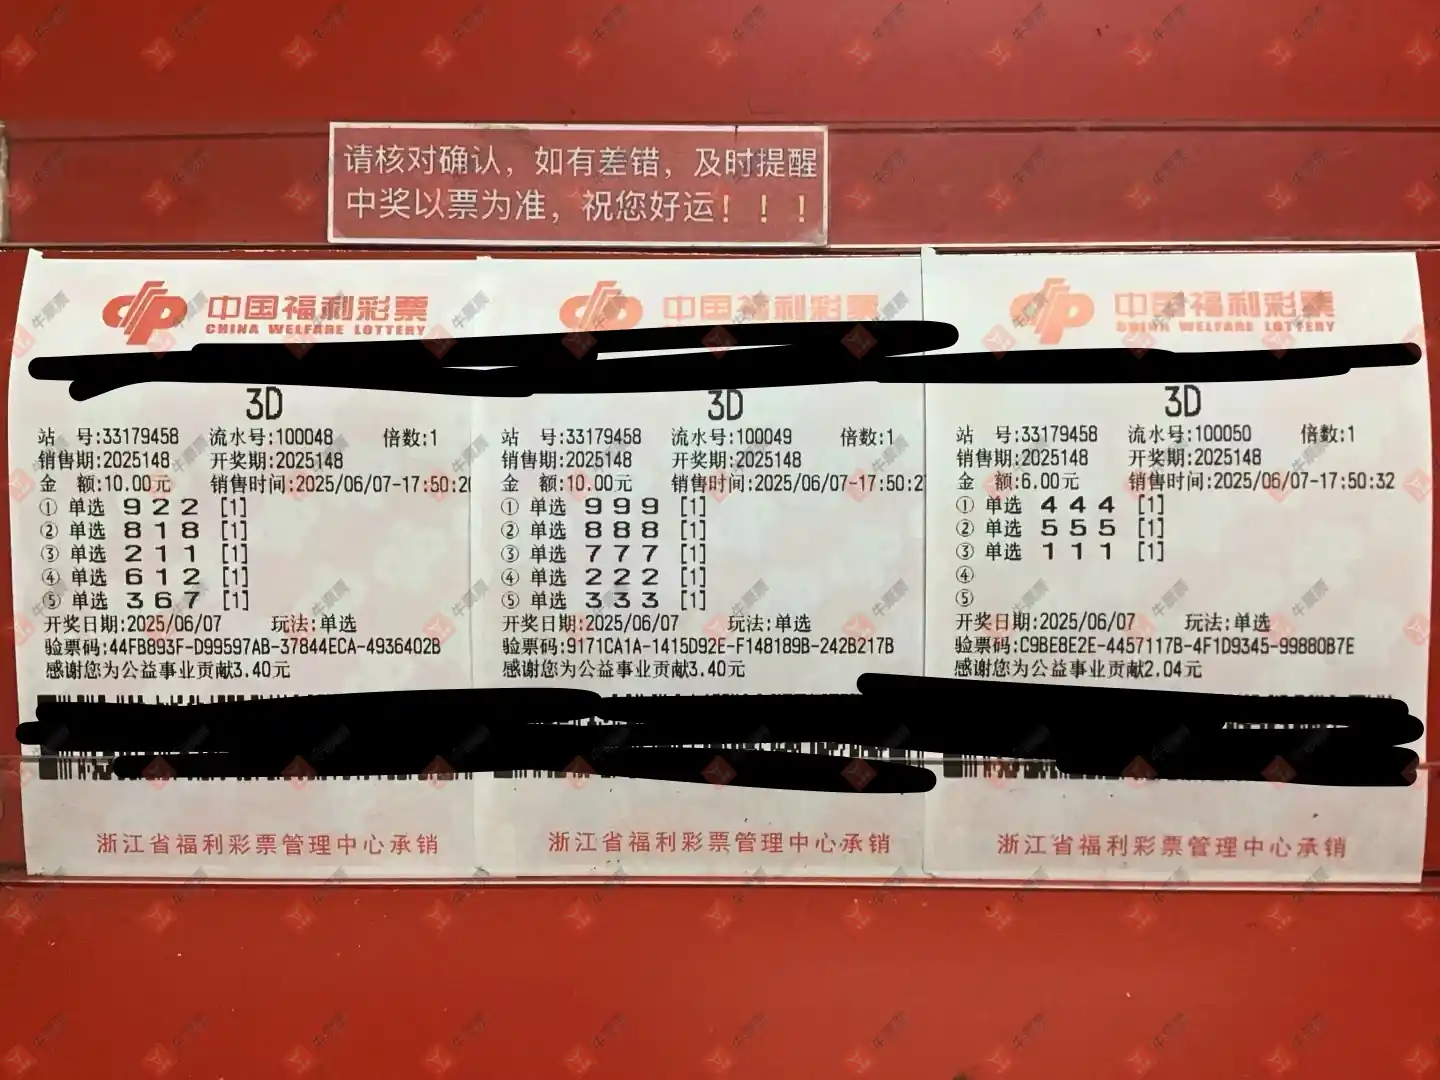 请核对确认，如有差错，及时提醒
中奖以票为准，祝您好运！！！
中国福利彩票
CHINA WELFARE LOTTERY
3D
站 号:33179458 流水号:100048 倍数:1
销售期:2025148 开奖期:2025148
金 额:10.00元 销售时间:2025/06/07-17:50:2
① 单选 9 2 2 [1]
② 单选 8 1 8 [1]
③ 单选 2 1 1 [1]
④ 单选 6 1 2 [1]
⑤ 单选 3 6 7 [1]
开奖日期:2025/06/07 玩法:单选
验票码:44FB893F-D99597AB-37844ECA-4936402B
感谢您为公益事业贡献3.40元
浙江省福利彩票管理中心承销
中国福利彩票
3D
站 号:33179458 流水号:100049 倍数:1
销售期:2025148 开奖期:2025148
金 额:10.00元 销售时间:2025/06/07-17:50:2
① 单选 9 9 9 [1]
② 单选 8 8 8 [1]
③ 单选 7 7 7 [1]
④ 单选 2 2 2 [1]
⑤ 单选 3 3 3 [1]
开奖日期:2025/06/07 玩法:单选
验票码:9171CA1A-1415D92E-F148189B-242B217B
感谢您为公益事业贡献3.40元
浙江省福利彩票管理中心承销
中国福利彩票
CHINA WELFARE LOTTERY
3D
站 号:33179458 流水号:100050 倍数:1
销售期:2025148 开奖期:2025148
金 额:6.00元 销售时间:2025/06/07-17:50:32
① 单选 4 4 4 [1]
② 单选 5 5 5 [1]
③ 单选 1 1 1 [1]
④
⑤
开奖日期:2025/06/07 玩法:单选
验票码:C9BE8E2E-4457117B-4F1D9345-99880B7E
感谢您为公益事业贡献2.04元
浙江省福利彩票管理中心承销
牛票票